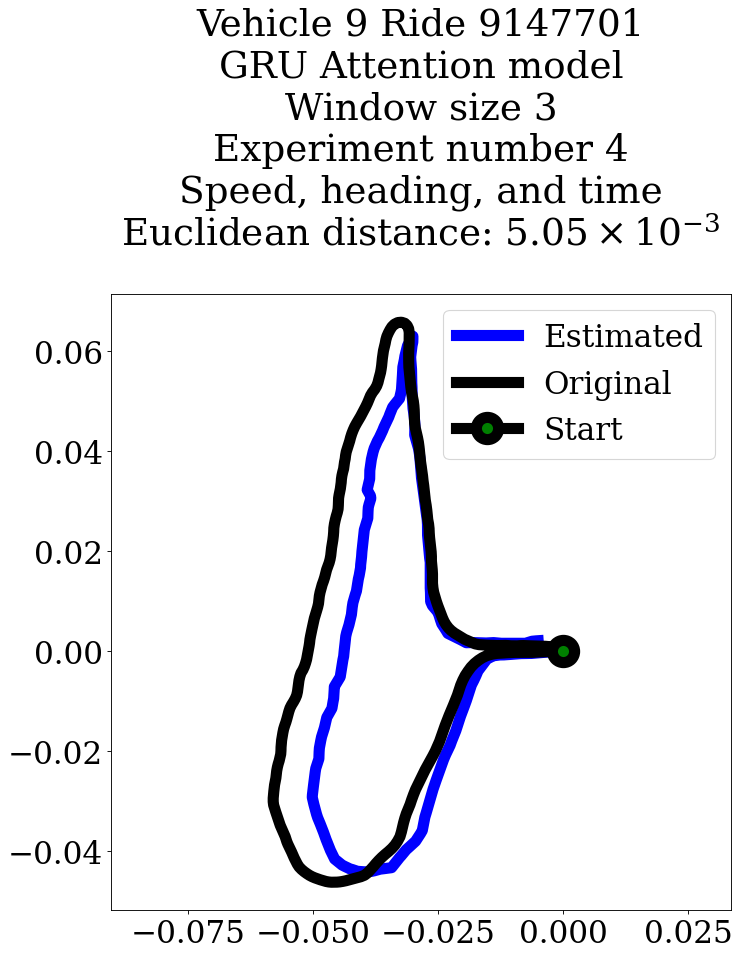 Vehicle 9 Ride 9147701
GRU Attention model
Window size 3
Experiment number 4
Speed, heading, and time
Euclidean distance: 5.05 × 10⁻³
Estimated
Original
Start
0.06
0.04
0.02
0.00
−0.02
−0.04
−0.075 −0.050 −0.025 0.000 0.025